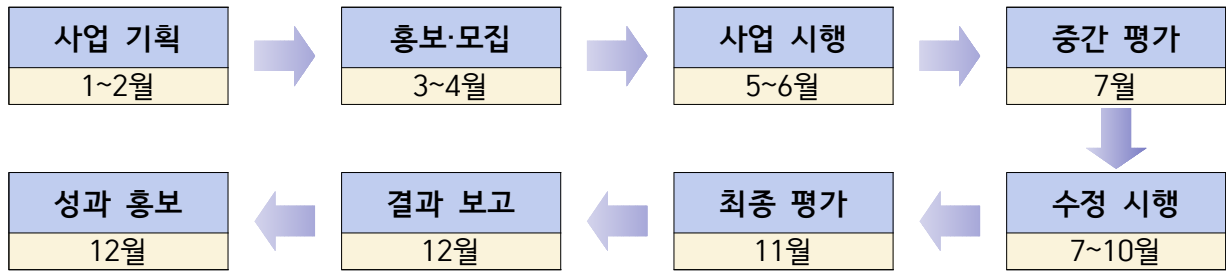 사업 기획
1~2월
홍보·모집
3~4월
사업 시행
5~6월
중간 평가
7월
수정 시행
7~10월
최종 평가
11월
결과 보고
12월
성과 홍보
12월